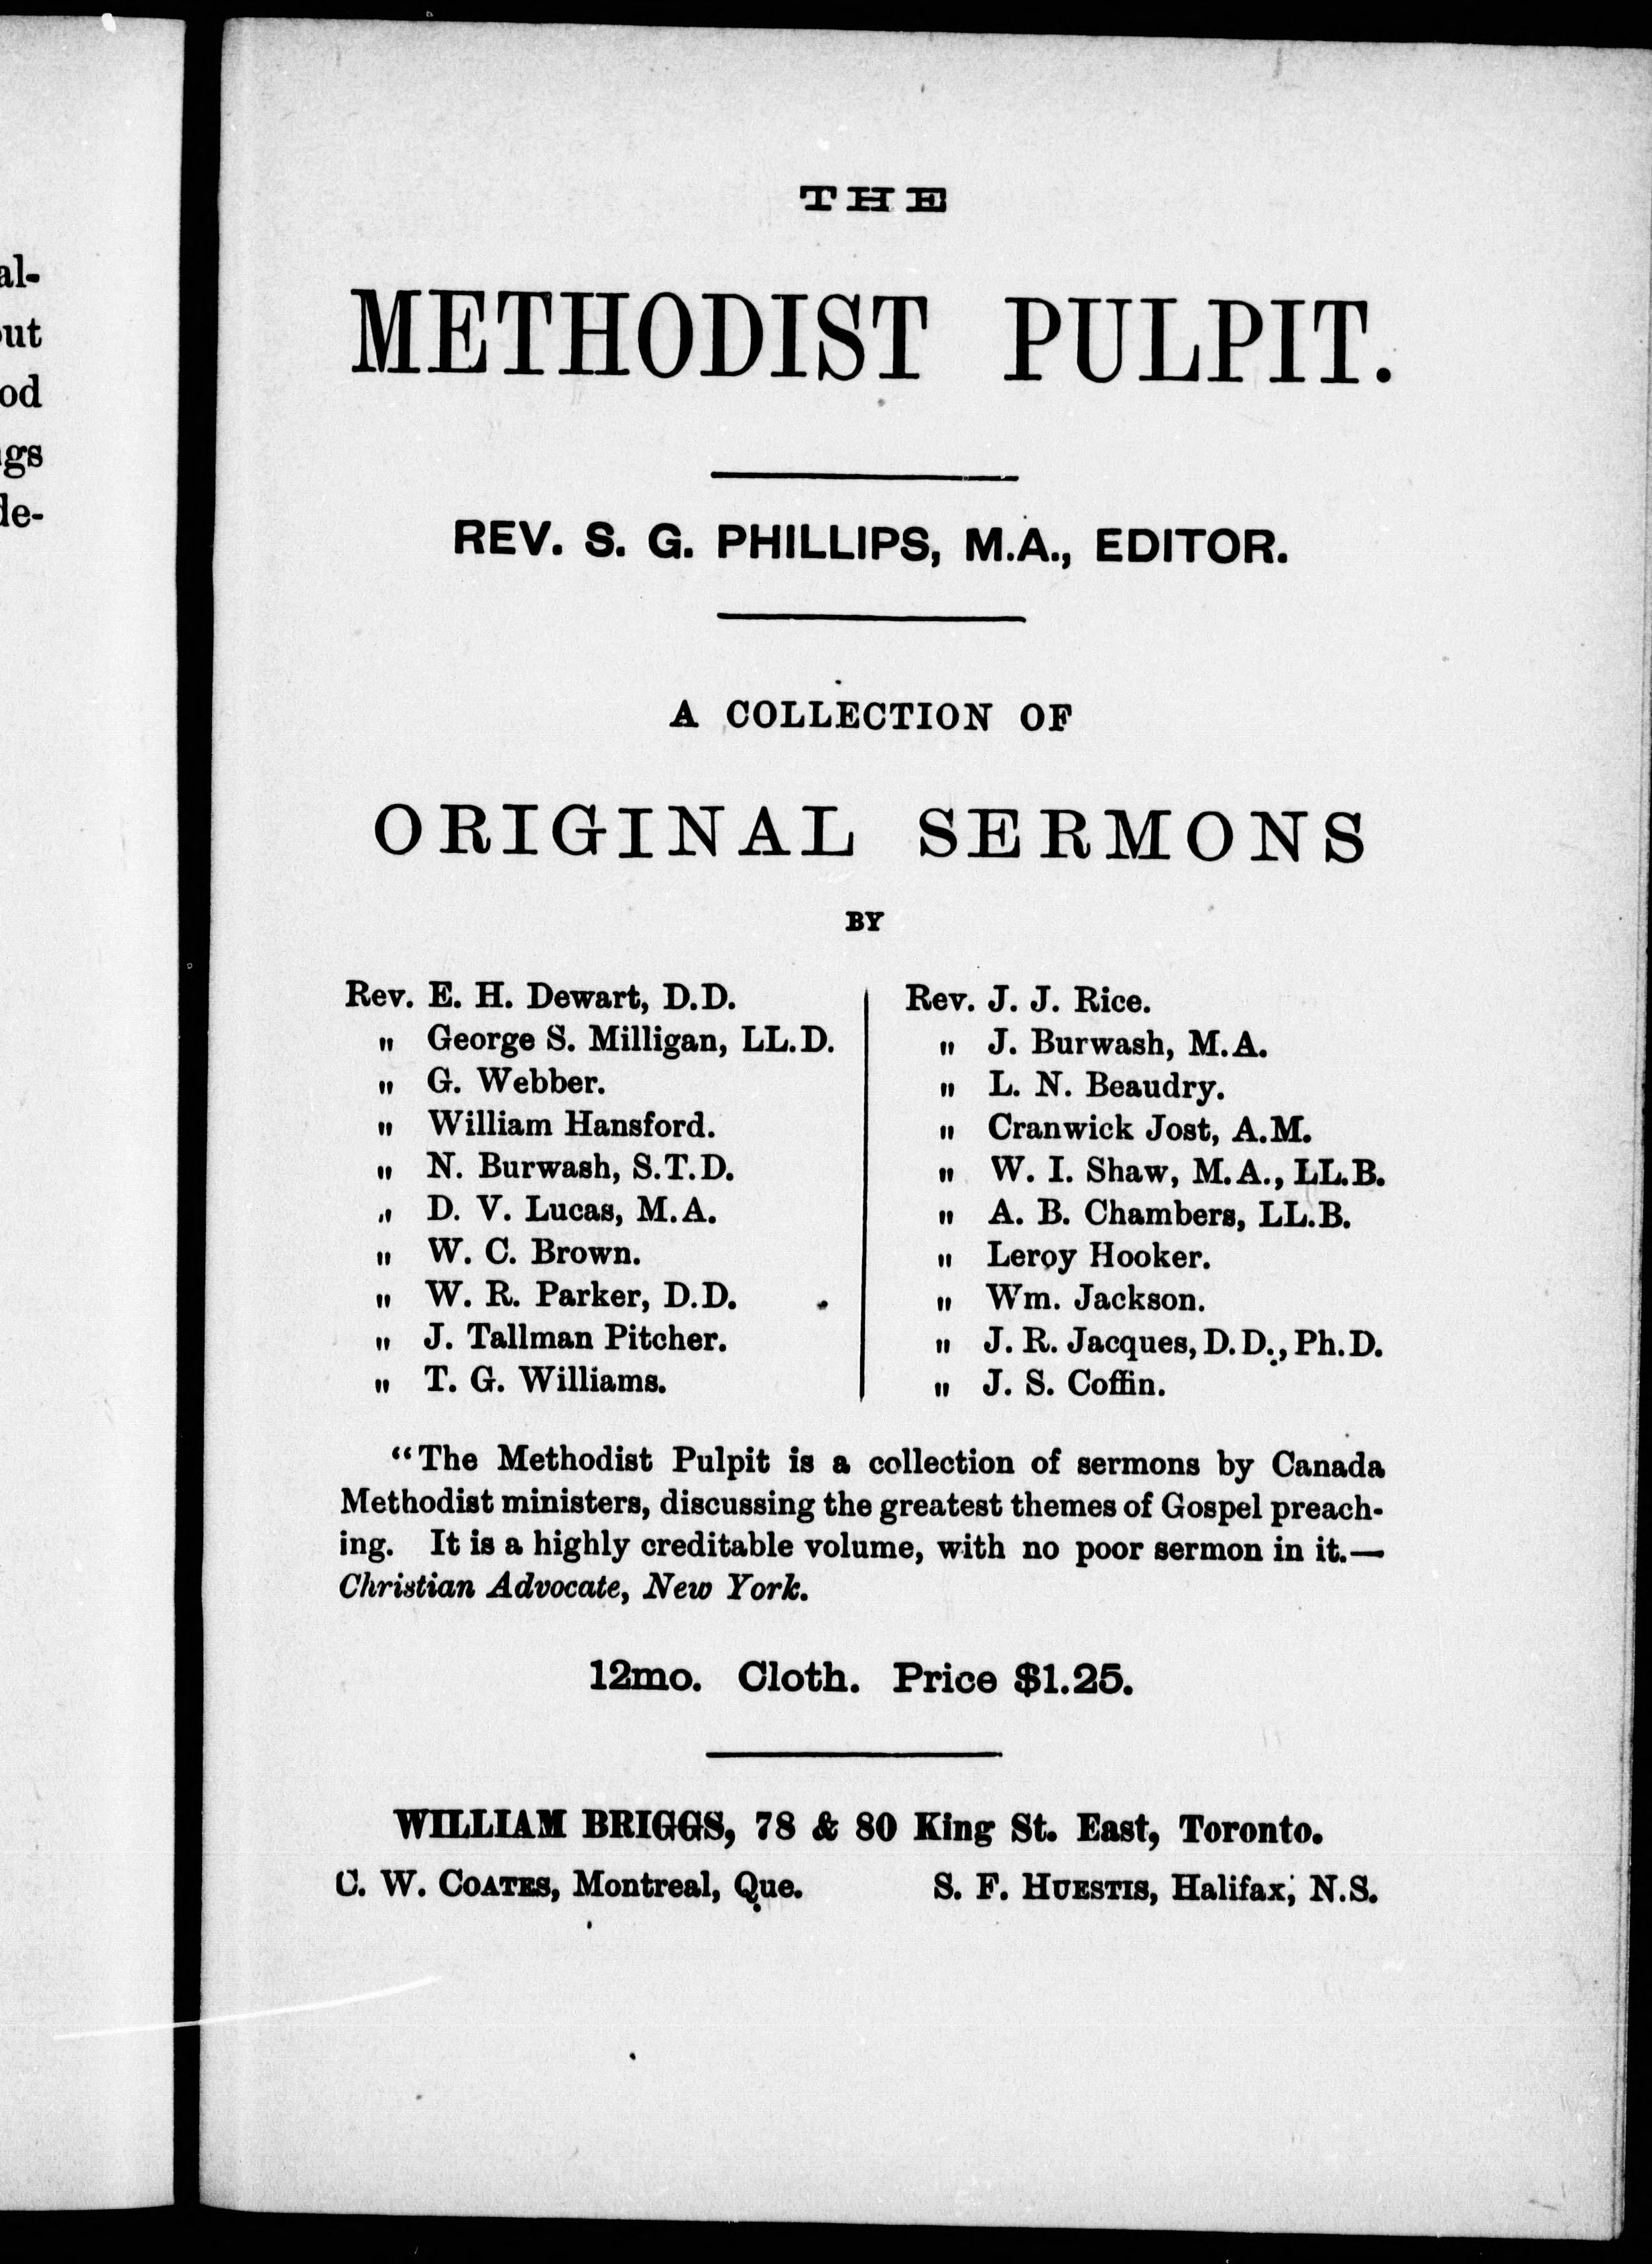 al-
out
od
ngs
de-
THE
METHODIST PULPIT.
REV. S. G. PHILLIPS, M.A., EDITOR.
A COLLECTION OF
ORIGINAL SERMONS
BY
Rev. E. H. Dewart, D.D.
" George S. Milligan, LL.D.
" G. Webber.
" William Hansford.
" N. Burwash, S.T.D.
" D. V. Lucas, M.A.
" W. C. Brown.
" W. R. Parker, D.D.
" J. Tallman Pitcher.
" T. G. Williams.
Rev. J. J. Rice.
" J. Burwash, M.A.
" L. N. Beaudry.
" Cranwick Jost, A.M.
" W. I. Shaw, M.A., LL.B.
" A. B. Chambers, LL.B.
" Leroy Hooker.
" Wm. Jackson.
" J. R. Jacques, D.D., Ph.D.
" J. S. Coffin.
"The Methodist Pulpit is a collection of sermons by Canada
Methodist ministers, discussing the greatest themes of Gospel preach-
ing. It is a highly creditable volume, with no poor sermon in it.—
Christian Advocate, New York.
12mo. Cloth. Price $1.25.
WILLIAM BRIGGS, 78 & 80 King St. East, Toronto.
C. W. COATES, Montreal, Que. S. F. HUESTIS, Halifax, N.S.